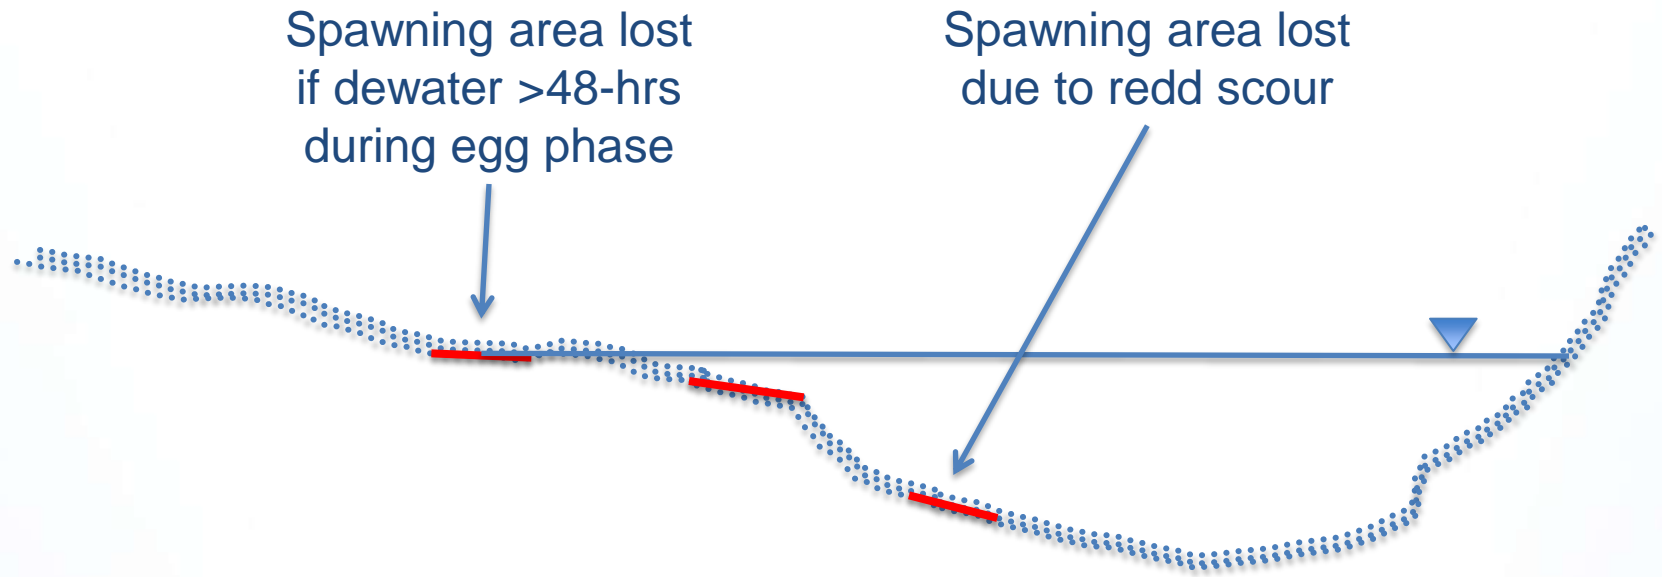 Spawning area lost
if dewater >48-hrs
during egg phase
Spawning area lost
due to redd scour